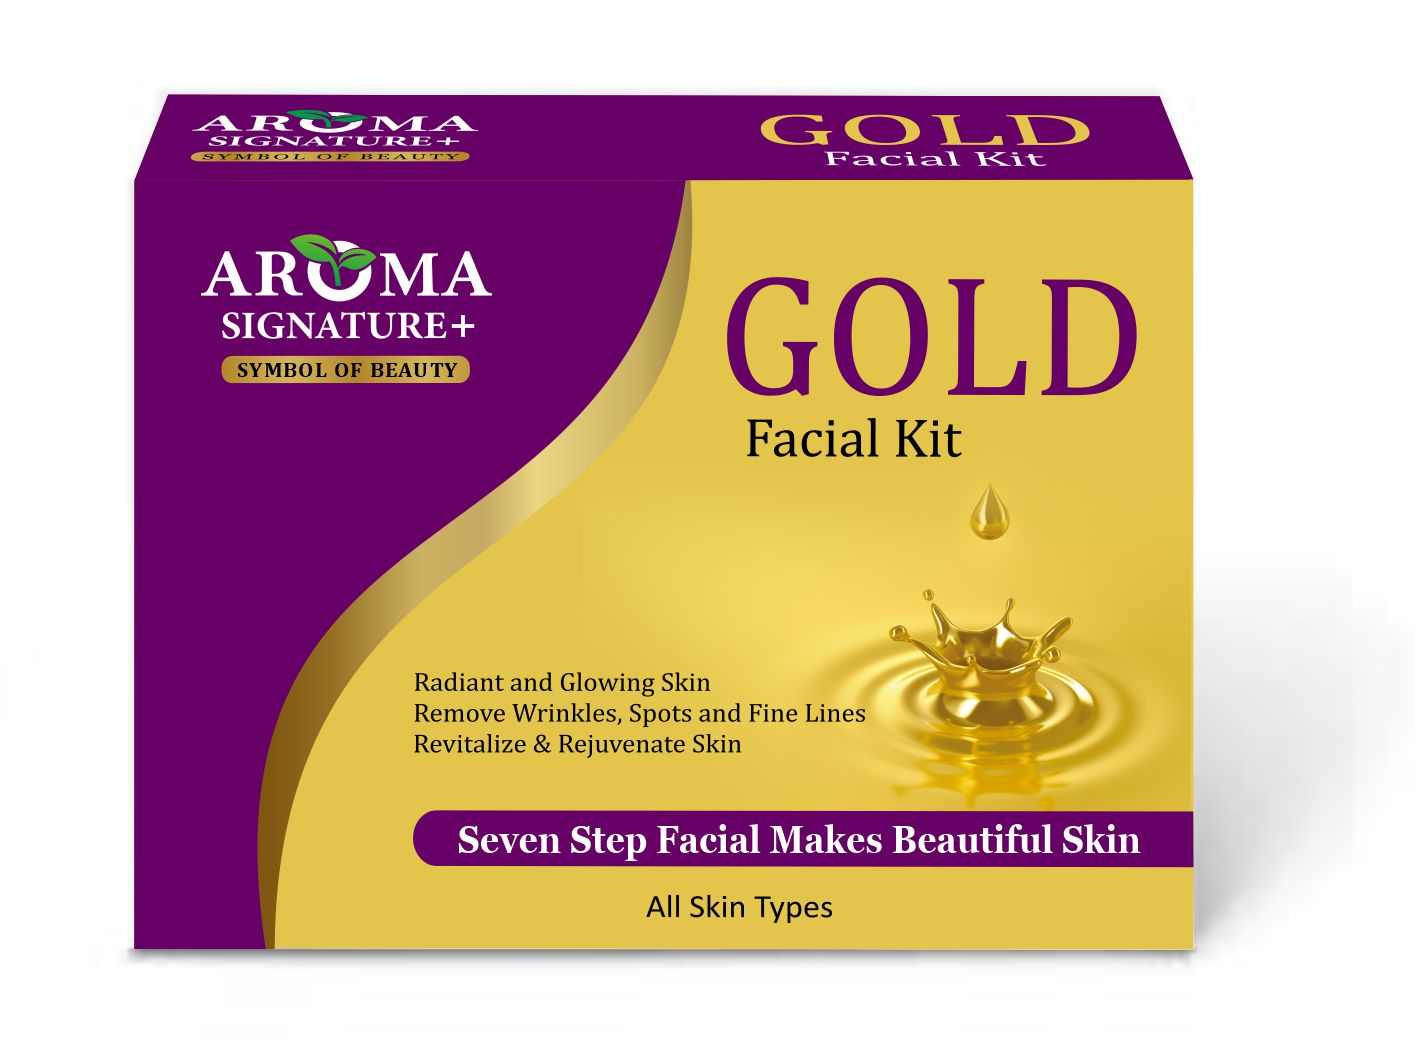 AROMA
SIGNATURE+
SYMBOL OF BEAUTY
GOLD
Facial Kit
AROMA
SIGNATURE+
SYMBOL OF BEAUTY
GOLD
Facial Kit
Radiant and Glowing Skin
Remove Wrinkles, Spots and Fine Lines
Revitalize & Rejuvenate Skin
Seven Step Facial Makes Beautiful Skin
All Skin Types